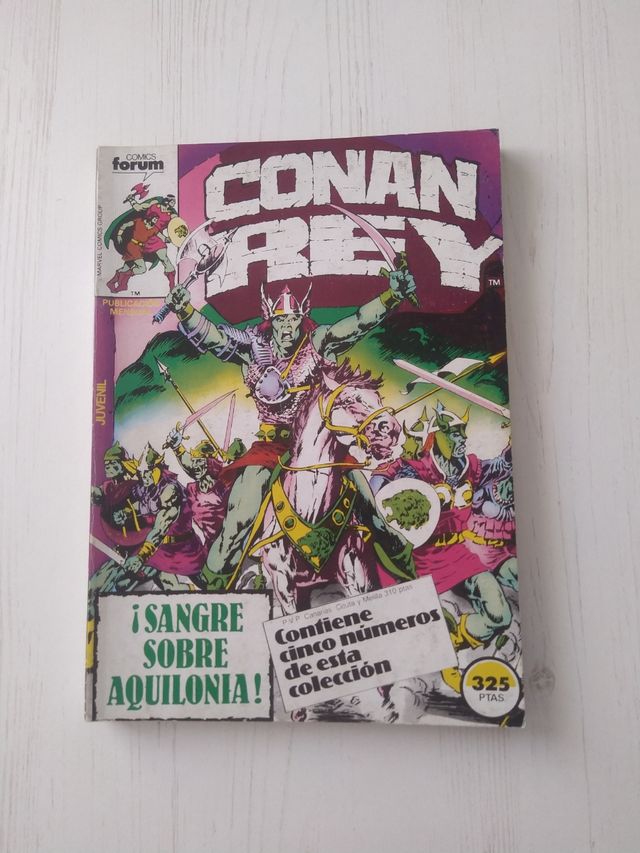 COMICS
forum
MARVEL COMICS GROUP
TM
PUBLICACIÓN
MENSUAL
JUVENIL
CONAN
REY
TM
¡SANGRE
SOBRE
AQUILONIA!
P.V.P. Canarias, Ceuta y Melilla 310 ptas.
Contiene
cinco números
de esta
colección
325
PTAS.